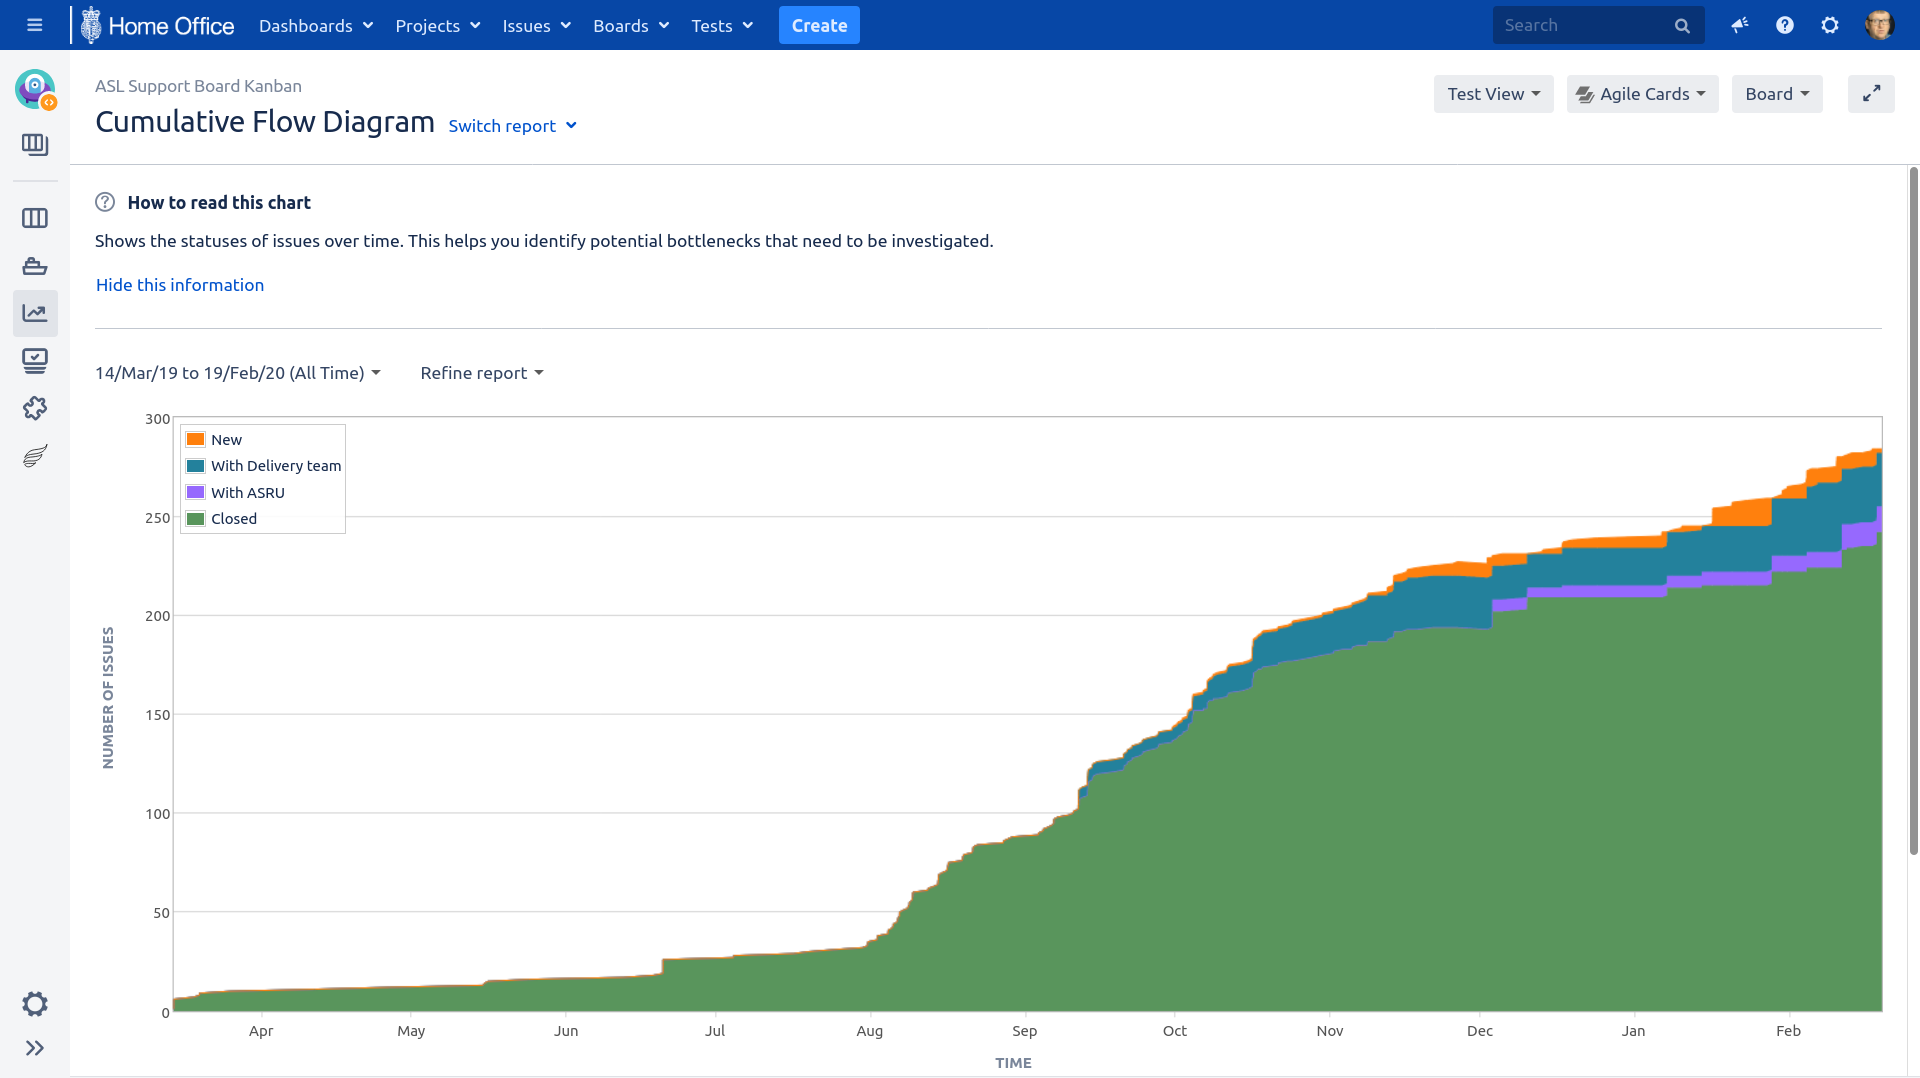 Home Office Dashboards Projects Issues Boards Tests Create Search
ASL Support Board Kanban
Cumulative Flow Diagram Switch report
Test View Agile Cards Board
How to read this chart
Shows the statuses of issues over time. This helps you identify potential bottlenecks that need to be investigated.
Hide this information
14/Mar/19 to 19/Feb/20 (All Time) Refine report
New
With Delivery team
With ASRU
Closed
300
250
200
150
100
50
0
NUMBER OF ISSUES
Apr May Jun Jul Aug Sep Oct Nov Dec Jan Feb
TIME